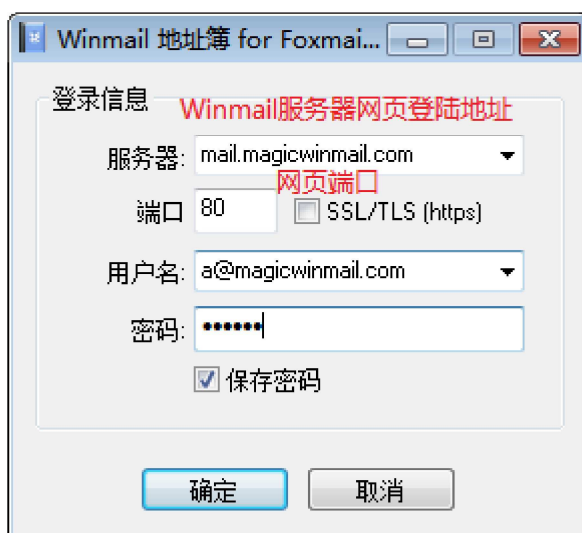 Winmail 地址簿 for Foxmai...
登录信息
Winmail服务器网页登陆地址
服务器: mail.magicwinmail.com
网页端口
端口 80 SSL/TLS (https)
用户名: a@magicwinmail.com
密码: ••••••
保存密码
确定 取消